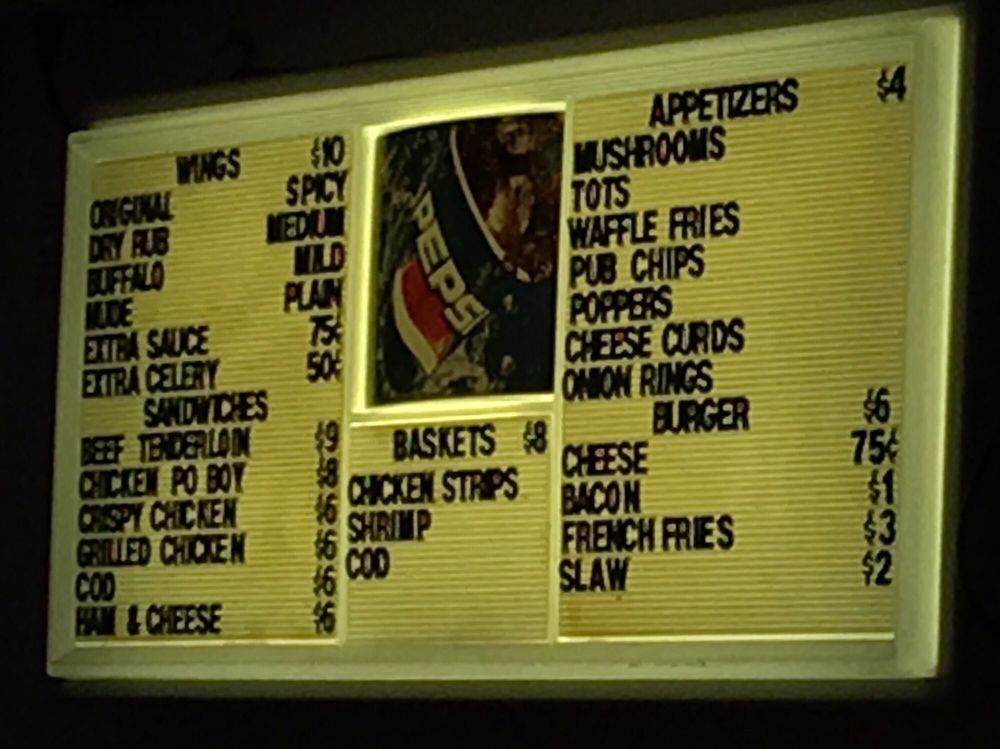 WINGS $10
ORIGINAL SPICY
DRY RUB MEDIUM
BUFFALO MILD
NUDE PLAIN
EXTRA SAUCE 75¢
EXTRA CELERY 50¢
SANDWICHES
BEEF TENDERLOIN $9
CHICKEN PO BOY $8
CRISPY CHICKEN $6
GRILLED CHICKEN $6
COD $6
HAM & CHEESE $6
PEPSI
BASKETS $8
CHICKEN STRIPS
SHRIMP
COD
APPETIZERS $4
MUSHROOMS
TOTS
WAFFLE FRIES
PUB CHIPS
POPPERS
CHEESE CURDS
ONION RINGS
BURGER $6
CHEESE 75¢
BACON $1
FRENCH FRIES $3
SLAW $2